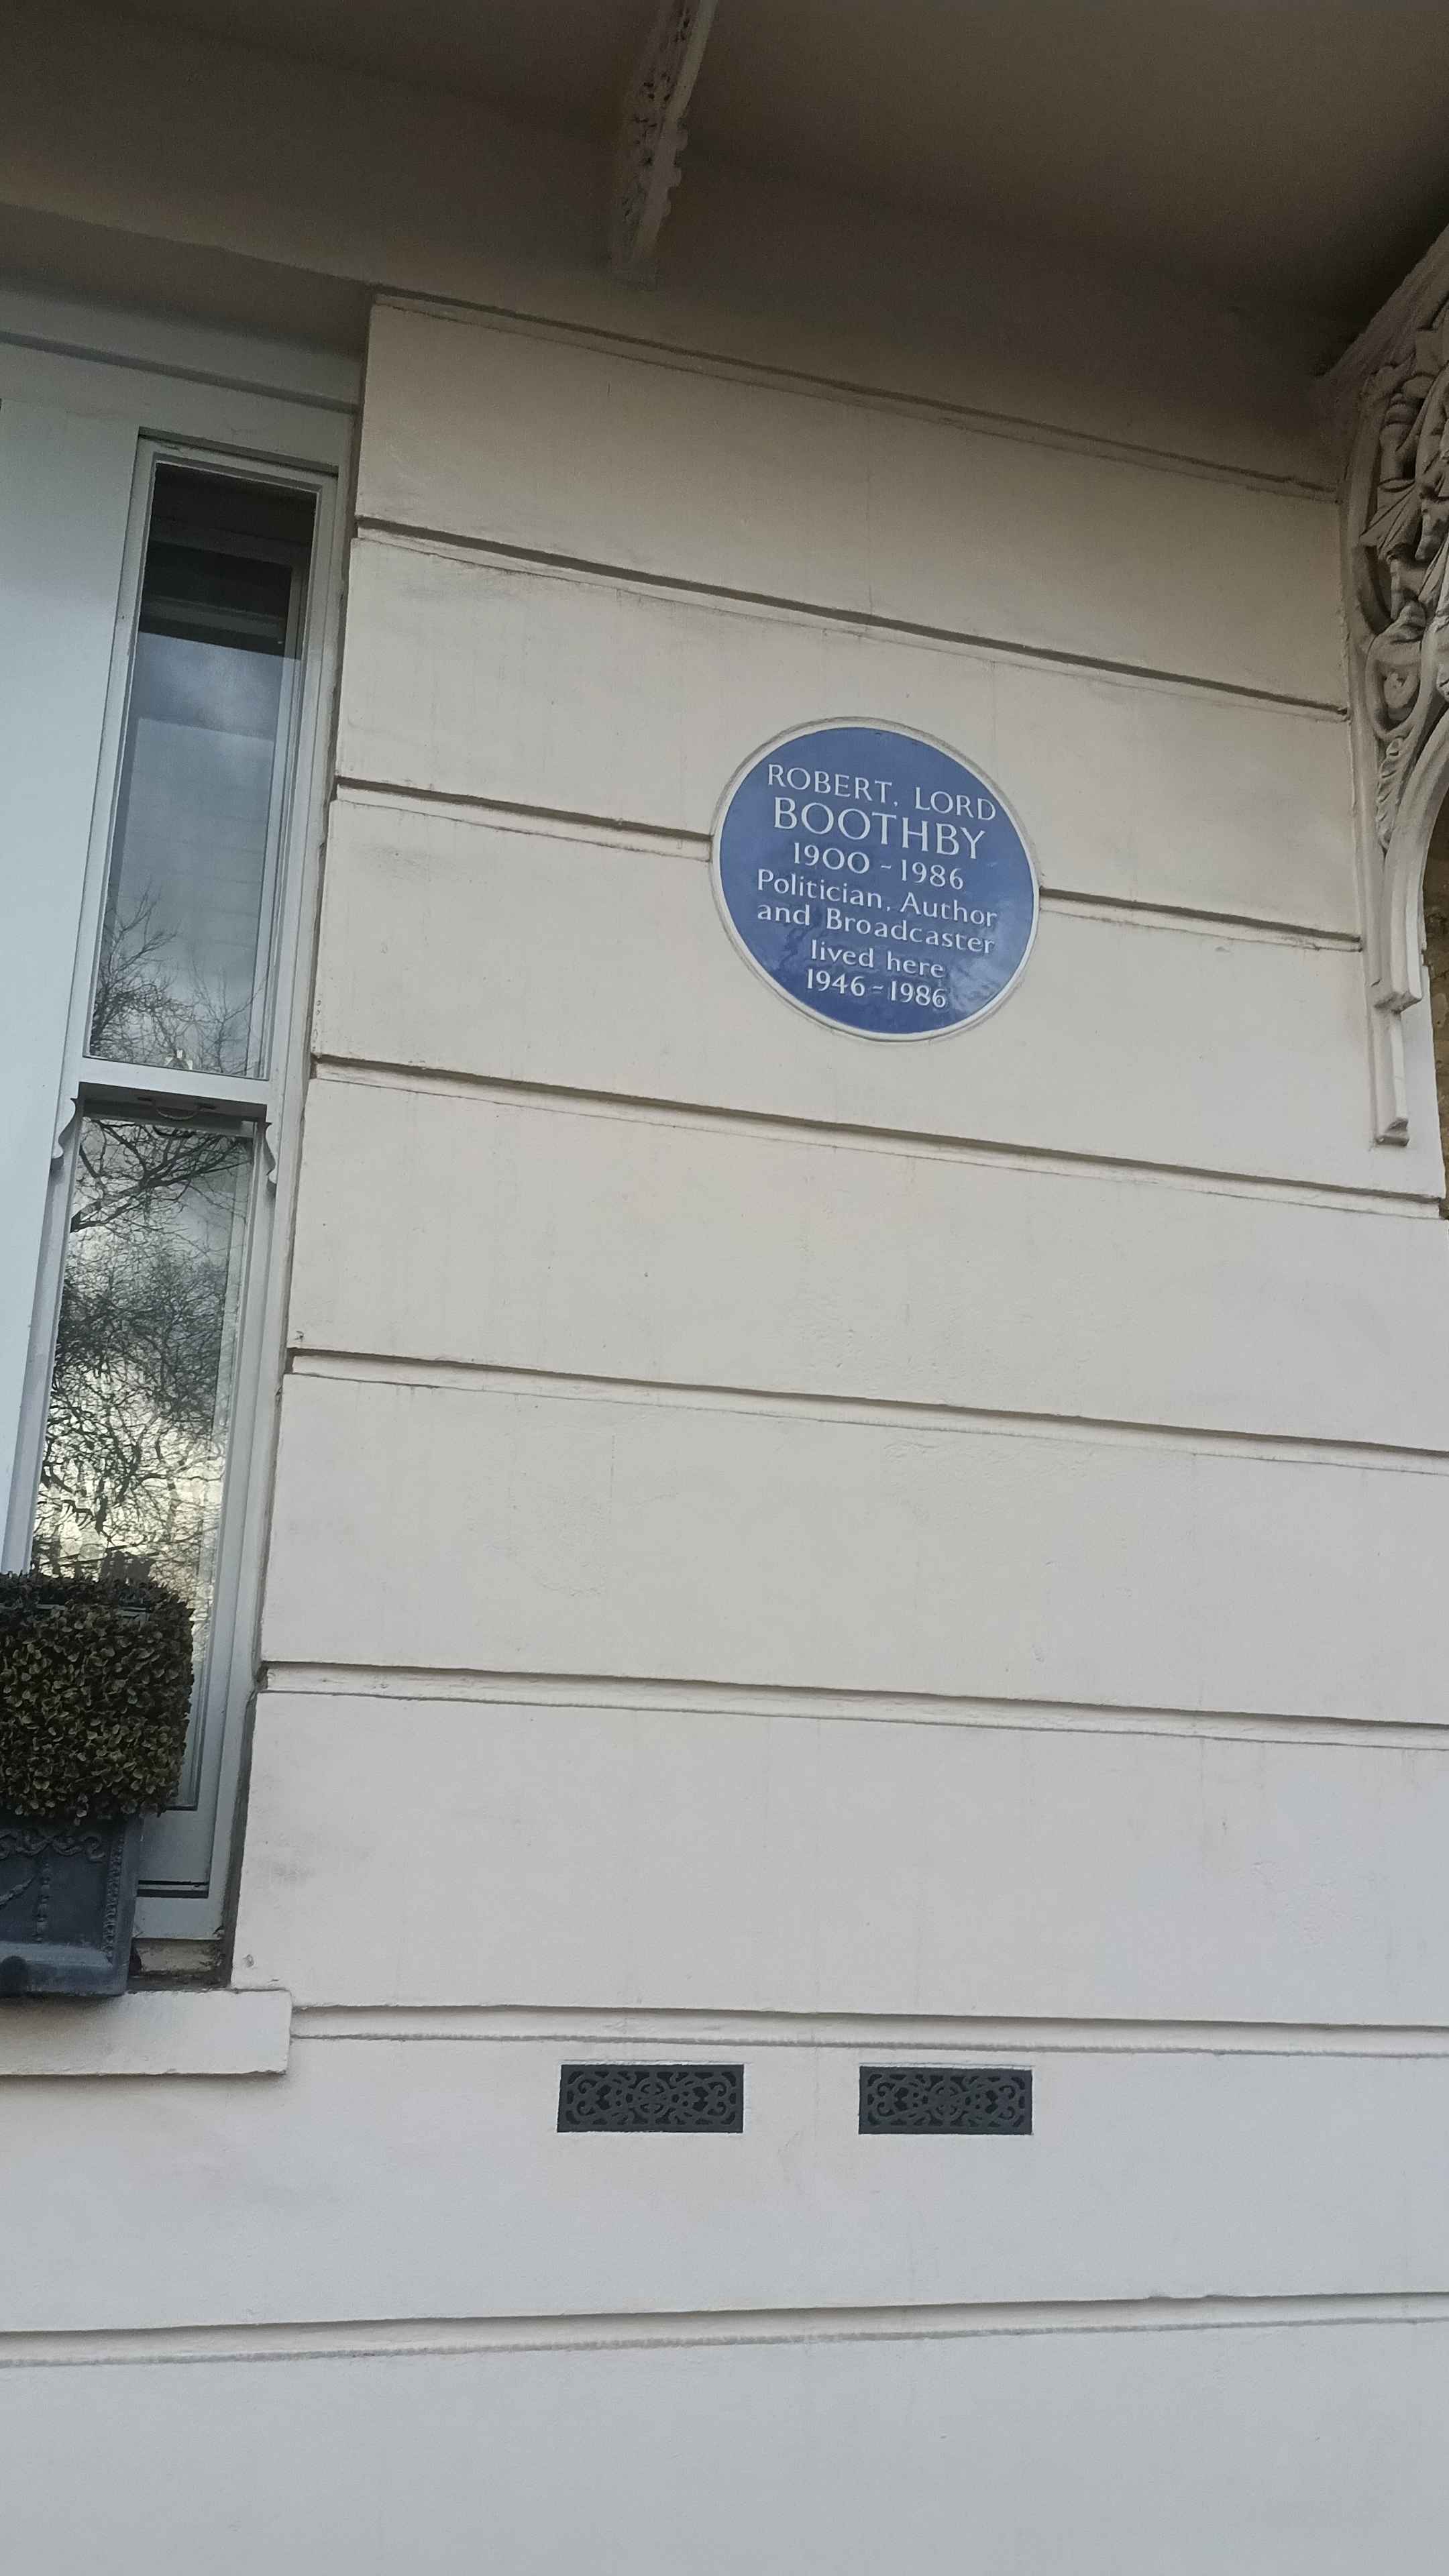 ROBERT, LORD
BOOTHBY
1900 - 1986
Politician, Author
and Broadcaster
lived here
1946 - 1986